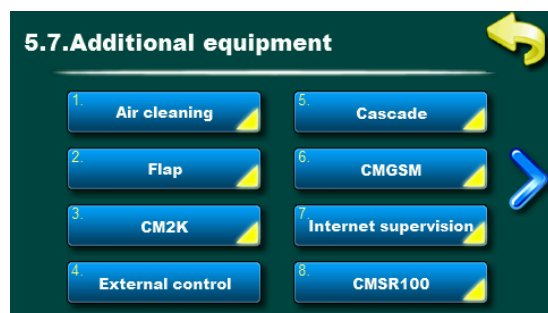 5.7.Additional equipment
1. Air cleaning
2. Flap
3. CM2K
4. External control
5. Cascade
6. CMGSM
7. Internet supervision
8. CMSR100